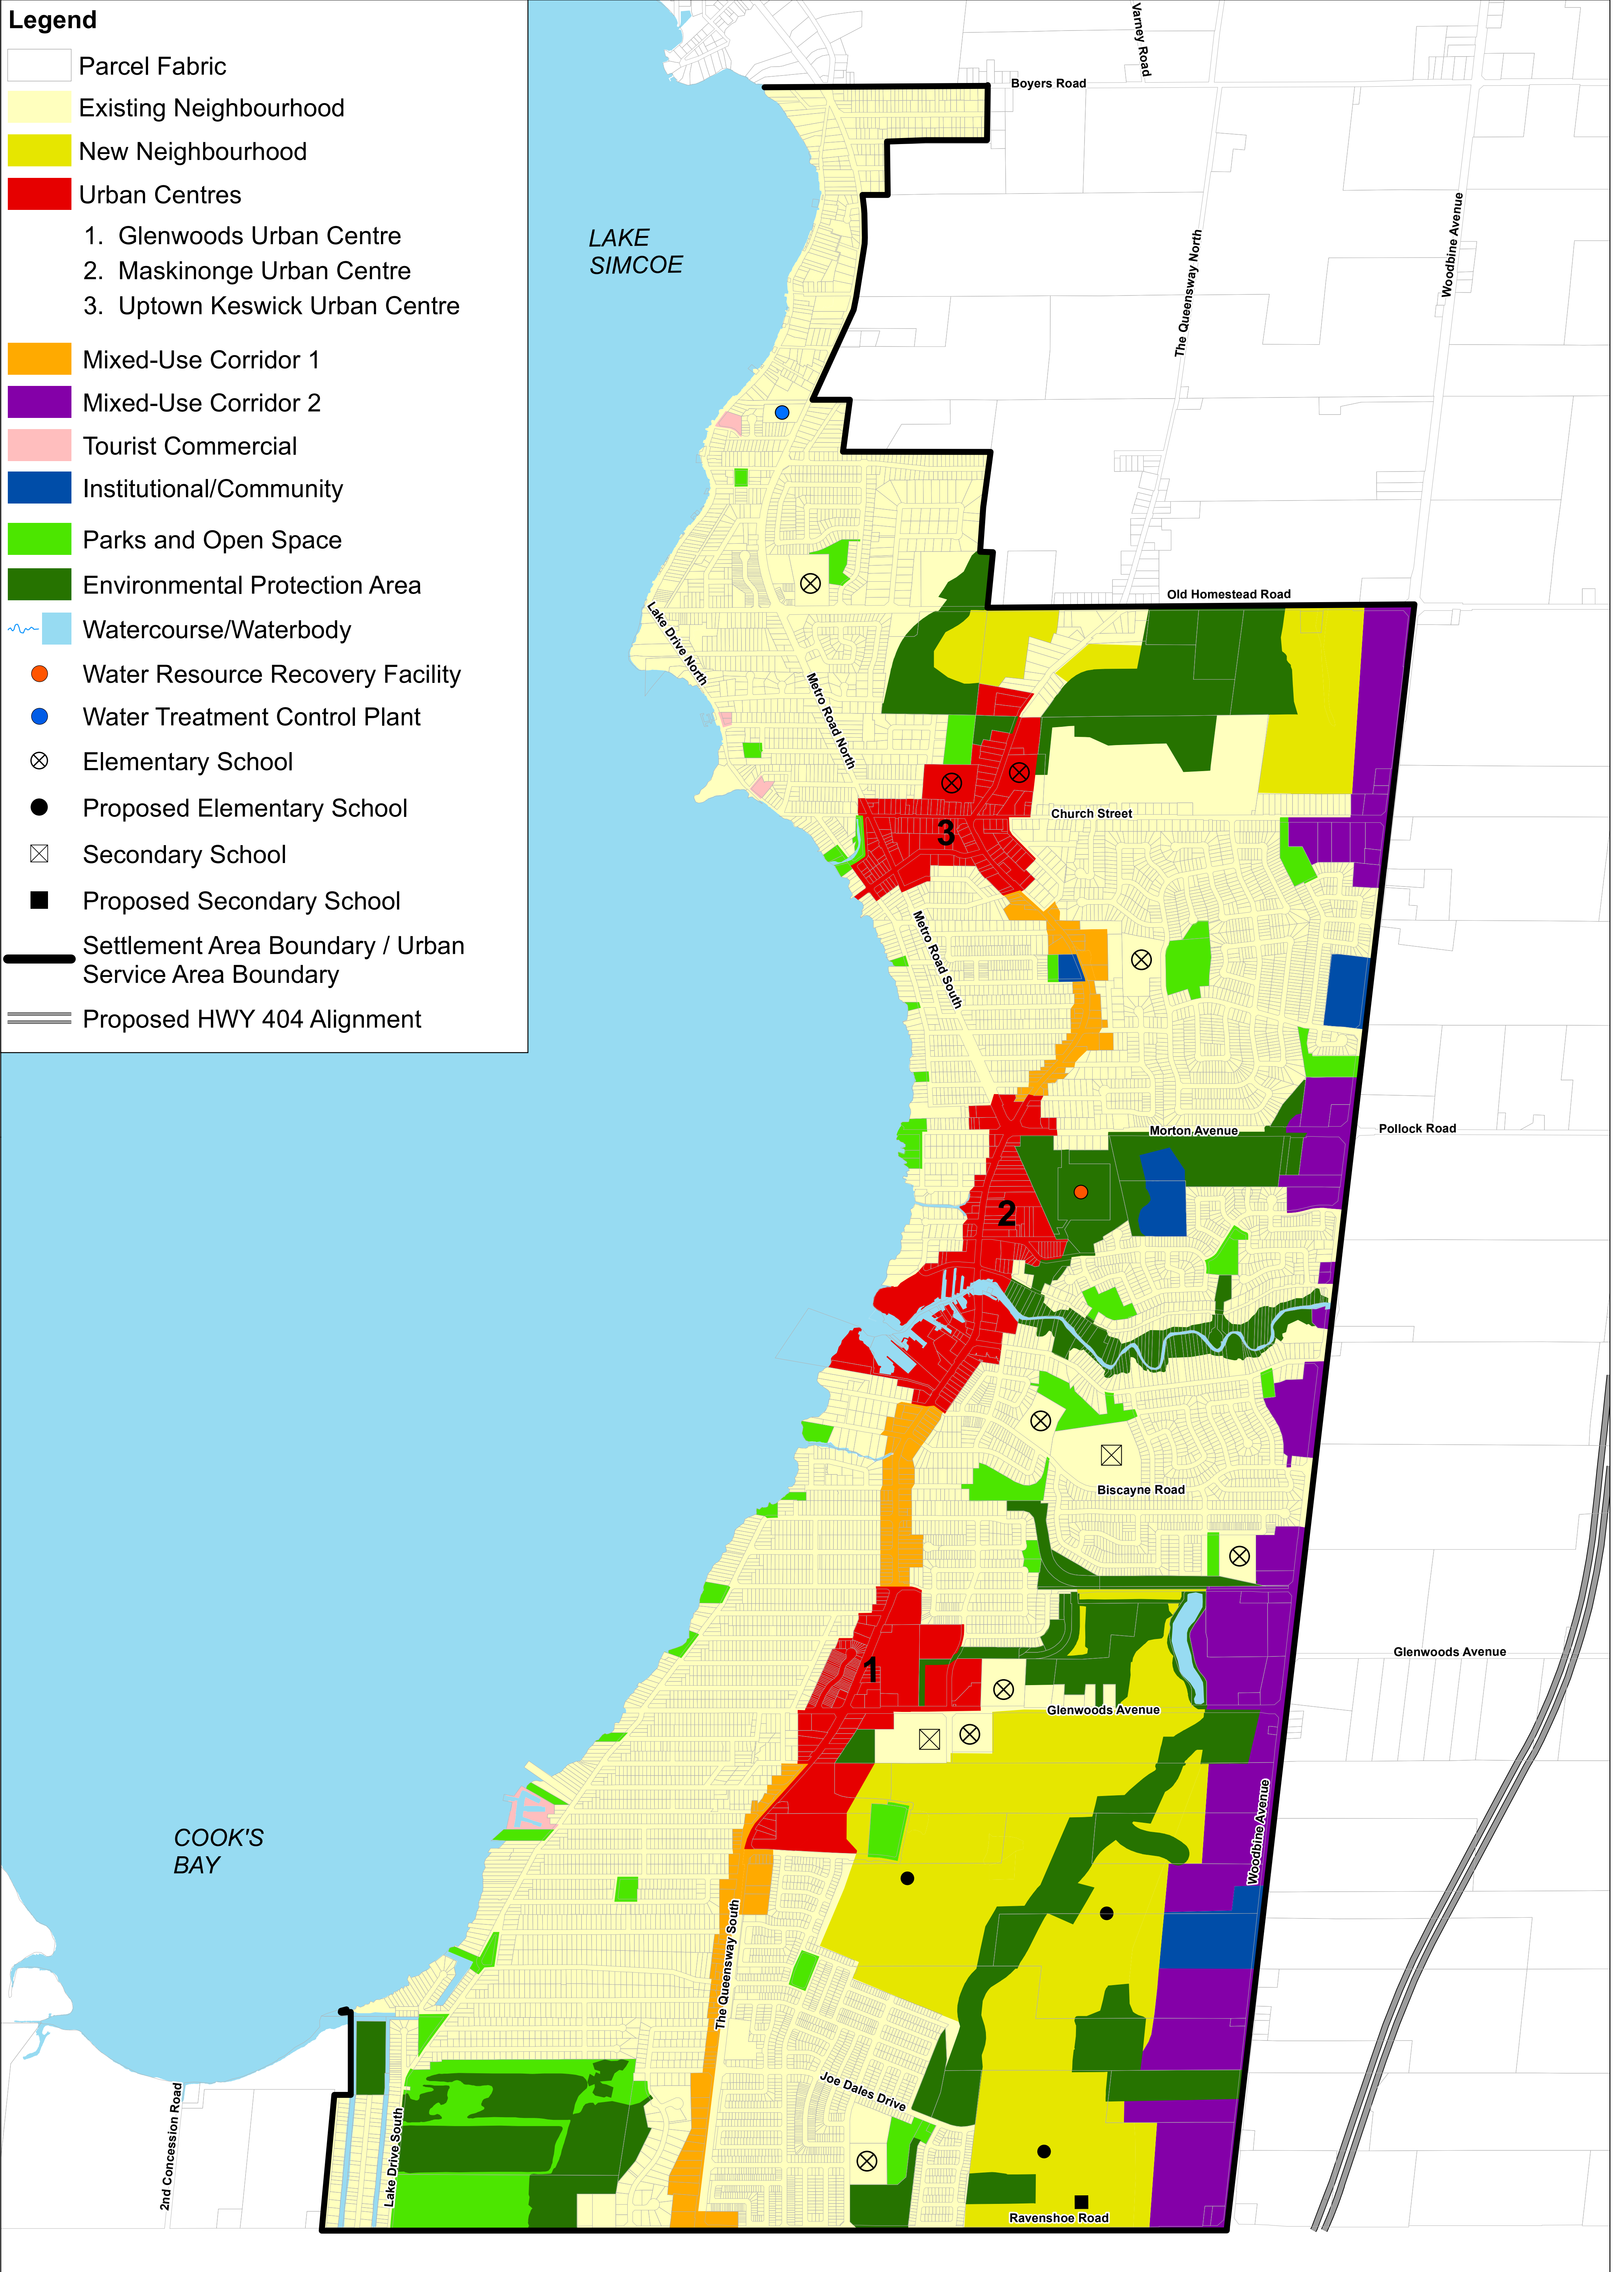 Legend
Parcel Fabric
Existing Neighbourhood
New Neighbourhood
Urban Centres
1. Glenwoods Urban Centre
2. Maskinonge Urban Centre
3. Uptown Keswick Urban Centre
Mixed-Use Corridor 1
Mixed-Use Corridor 2
Tourist Commercial
Institutional/Community
Parks and Open Space
Environmental Protection Area
Watercourse/Waterbody
Water Resource Recovery Facility
Water Treatment Control Plant
Elementary School
Proposed Elementary School
Secondary School
Proposed Secondary School
Settlement Area Boundary / Urban
Service Area Boundary
Proposed HWY 404 Alignment
Varney Road
Boyers Road
LAKE
SIMCOE
The Queensway North
Woodbine Avenue
Old Homestead Road
Lake Drive North
Metro Road North
Church Street
3
Metro Road South
Morton Avenue
Pollock Road
2
Biscayne Road
Glenwoods Avenue
1
Glenwoods Avenue
COOK'S
BAY
Woodbine Avenue
The Queensway South
Joe Dales Drive
2nd Concession Road
Lake Drive South
Ravenshoe Road